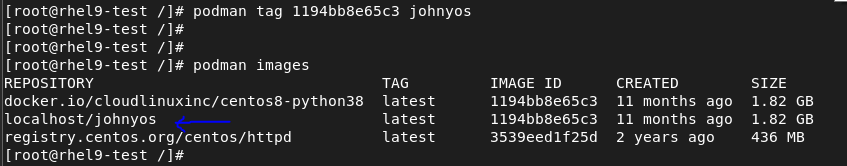 [root@rhel9-test /]# podman tag 1194bb8e65c3 johnyos
[root@rhel9-test /]#
[root@rhel9-test /]#
[root@rhel9-test /]# podman images
REPOSITORY TAG IMAGE ID CREATED SIZE
docker.io/cloudlinuxinc/centos8-python38 latest 1194bb8e65c3 11 months ago 1.82 GB
localhost/johnyos latest 1194bb8e65c3 11 months ago 1.82 GB
registry.centos.org/centos/httpd latest 3539eed1f25d 2 years ago 436 MB
[root@rhel9-test /]#